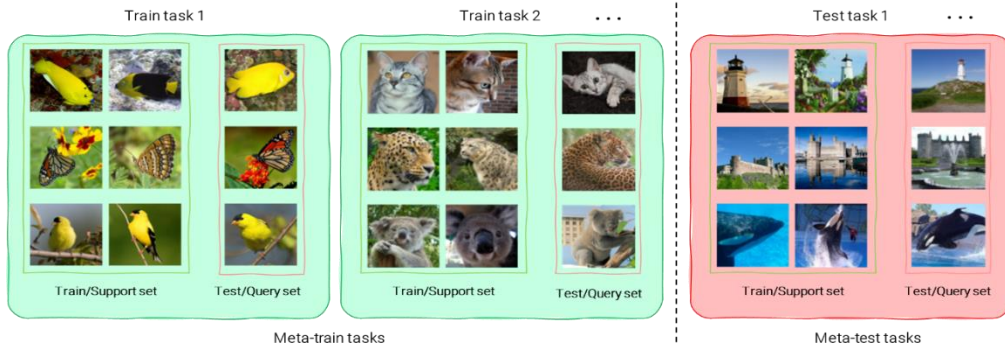 Train task 1
Train task 2
...
Test task 1
...
Train/Support set
Test/Query set
Train/Support set
Test/Query set
Train/Support set
Test/Query set
Meta-train tasks
Meta-test tasks